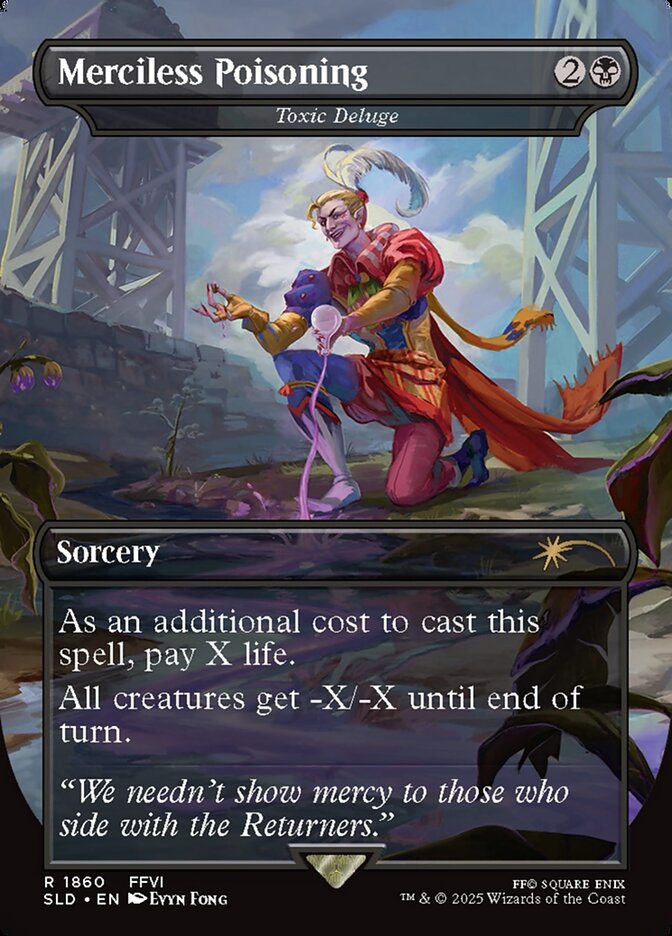 Merciless Poisoning 2
Toxic Deluge
Sorcery
As an additional cost to cast this
spell, pay X life.
All creatures get -X/-X until end of
turn.
“We needn’t show mercy to those who
side with the Returners.”
R 1860 FFVI
SLD • EN Evyn Fong
FF© SQUARE ENIX
™ & © 2025 Wizards of the Coast